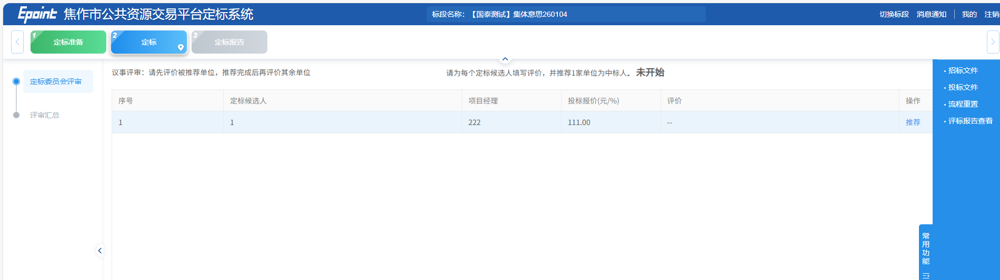 Epoint 焦作市公共资源交易平台定标系统
标段名称：【国泰测试】集体意思260104
切换标段 消息通知 我的 注销
1 定标准备
2 定标
3 定标报告
定标委员会评审
评审汇总
议事评审：请先评价被推荐单位，推荐完成后再评价其余单位
请为每个定标候选人填写评价，并推荐1家单位为中标人。 未开始
序号 定标候选人 项目经理 投标报价(元/%) 评价 操作
1 1 222 111.00 -- 推荐
· 招标文件
· 投标文件
· 流程重置
· 评标报告查看
常用功能